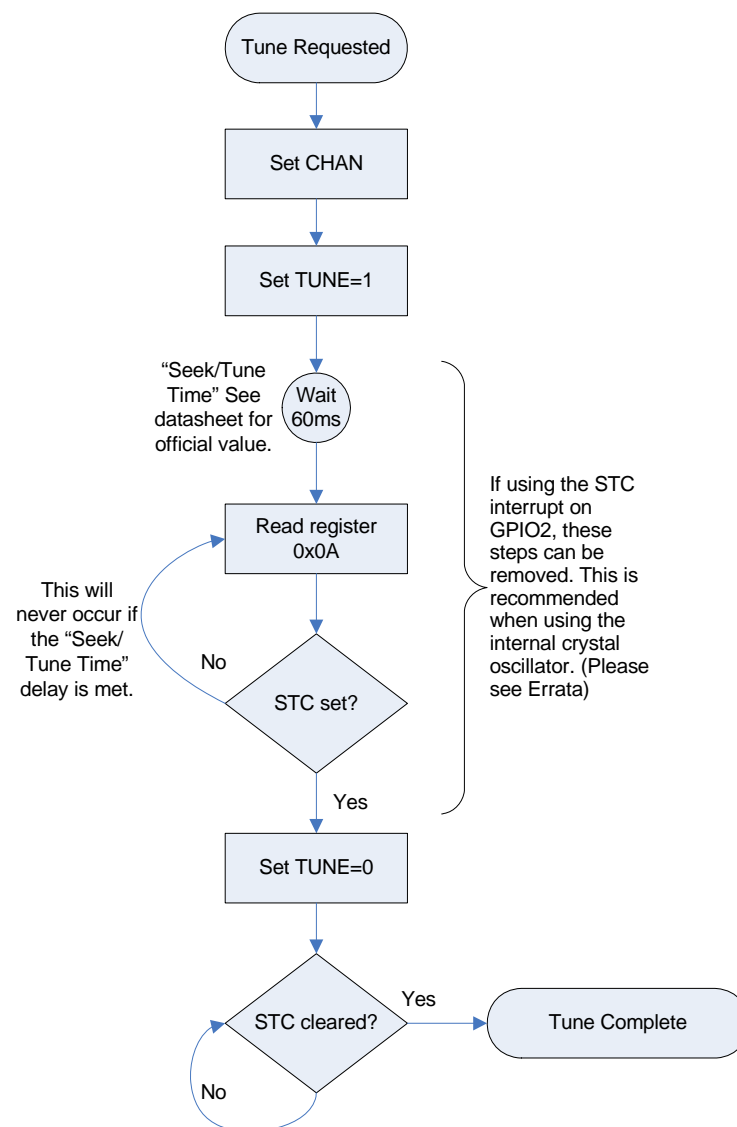 Tune Requested
Set CHAN
Set TUNE=1
“Seek/Tune
Time” See
datasheet for
official value.
Wait
60ms
If using the STC
interrupt on
GPIO2, these
steps can be
removed. This is
recommended
when using the
internal crystal
oscillator. (Please
see Errata)
Read register
0x0A
This will
never occur if
the “Seek/
Tune Time”
delay is met.
No
STC set?
Yes
Set TUNE=0
STC cleared?
Yes
Tune Complete
No